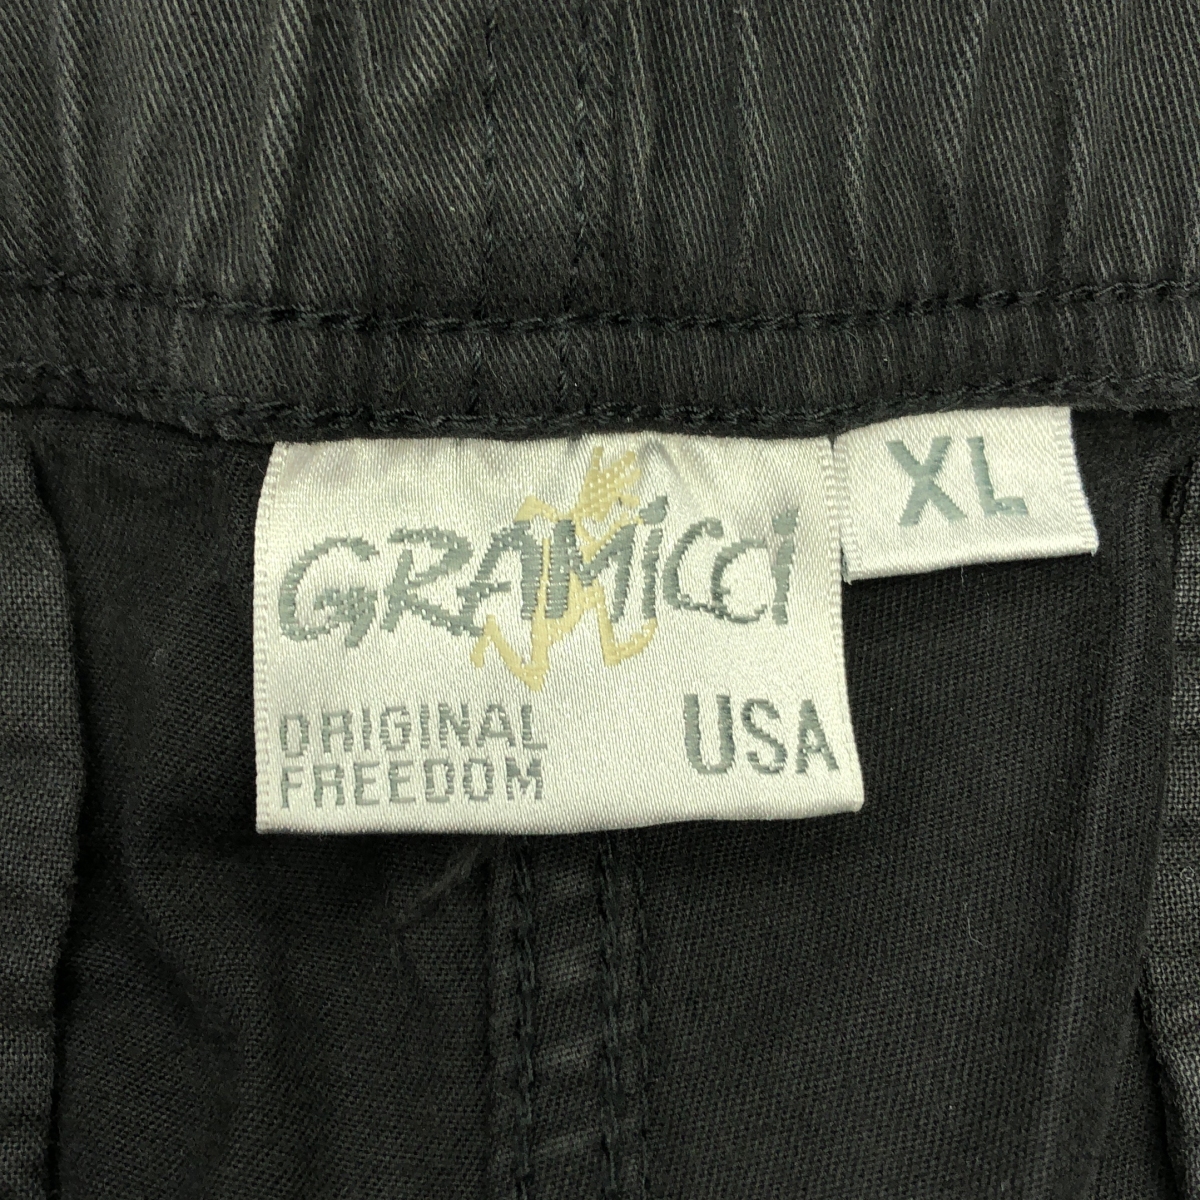 GRAMiCCi
XL
ORIGINAL
FREEDOM
USA